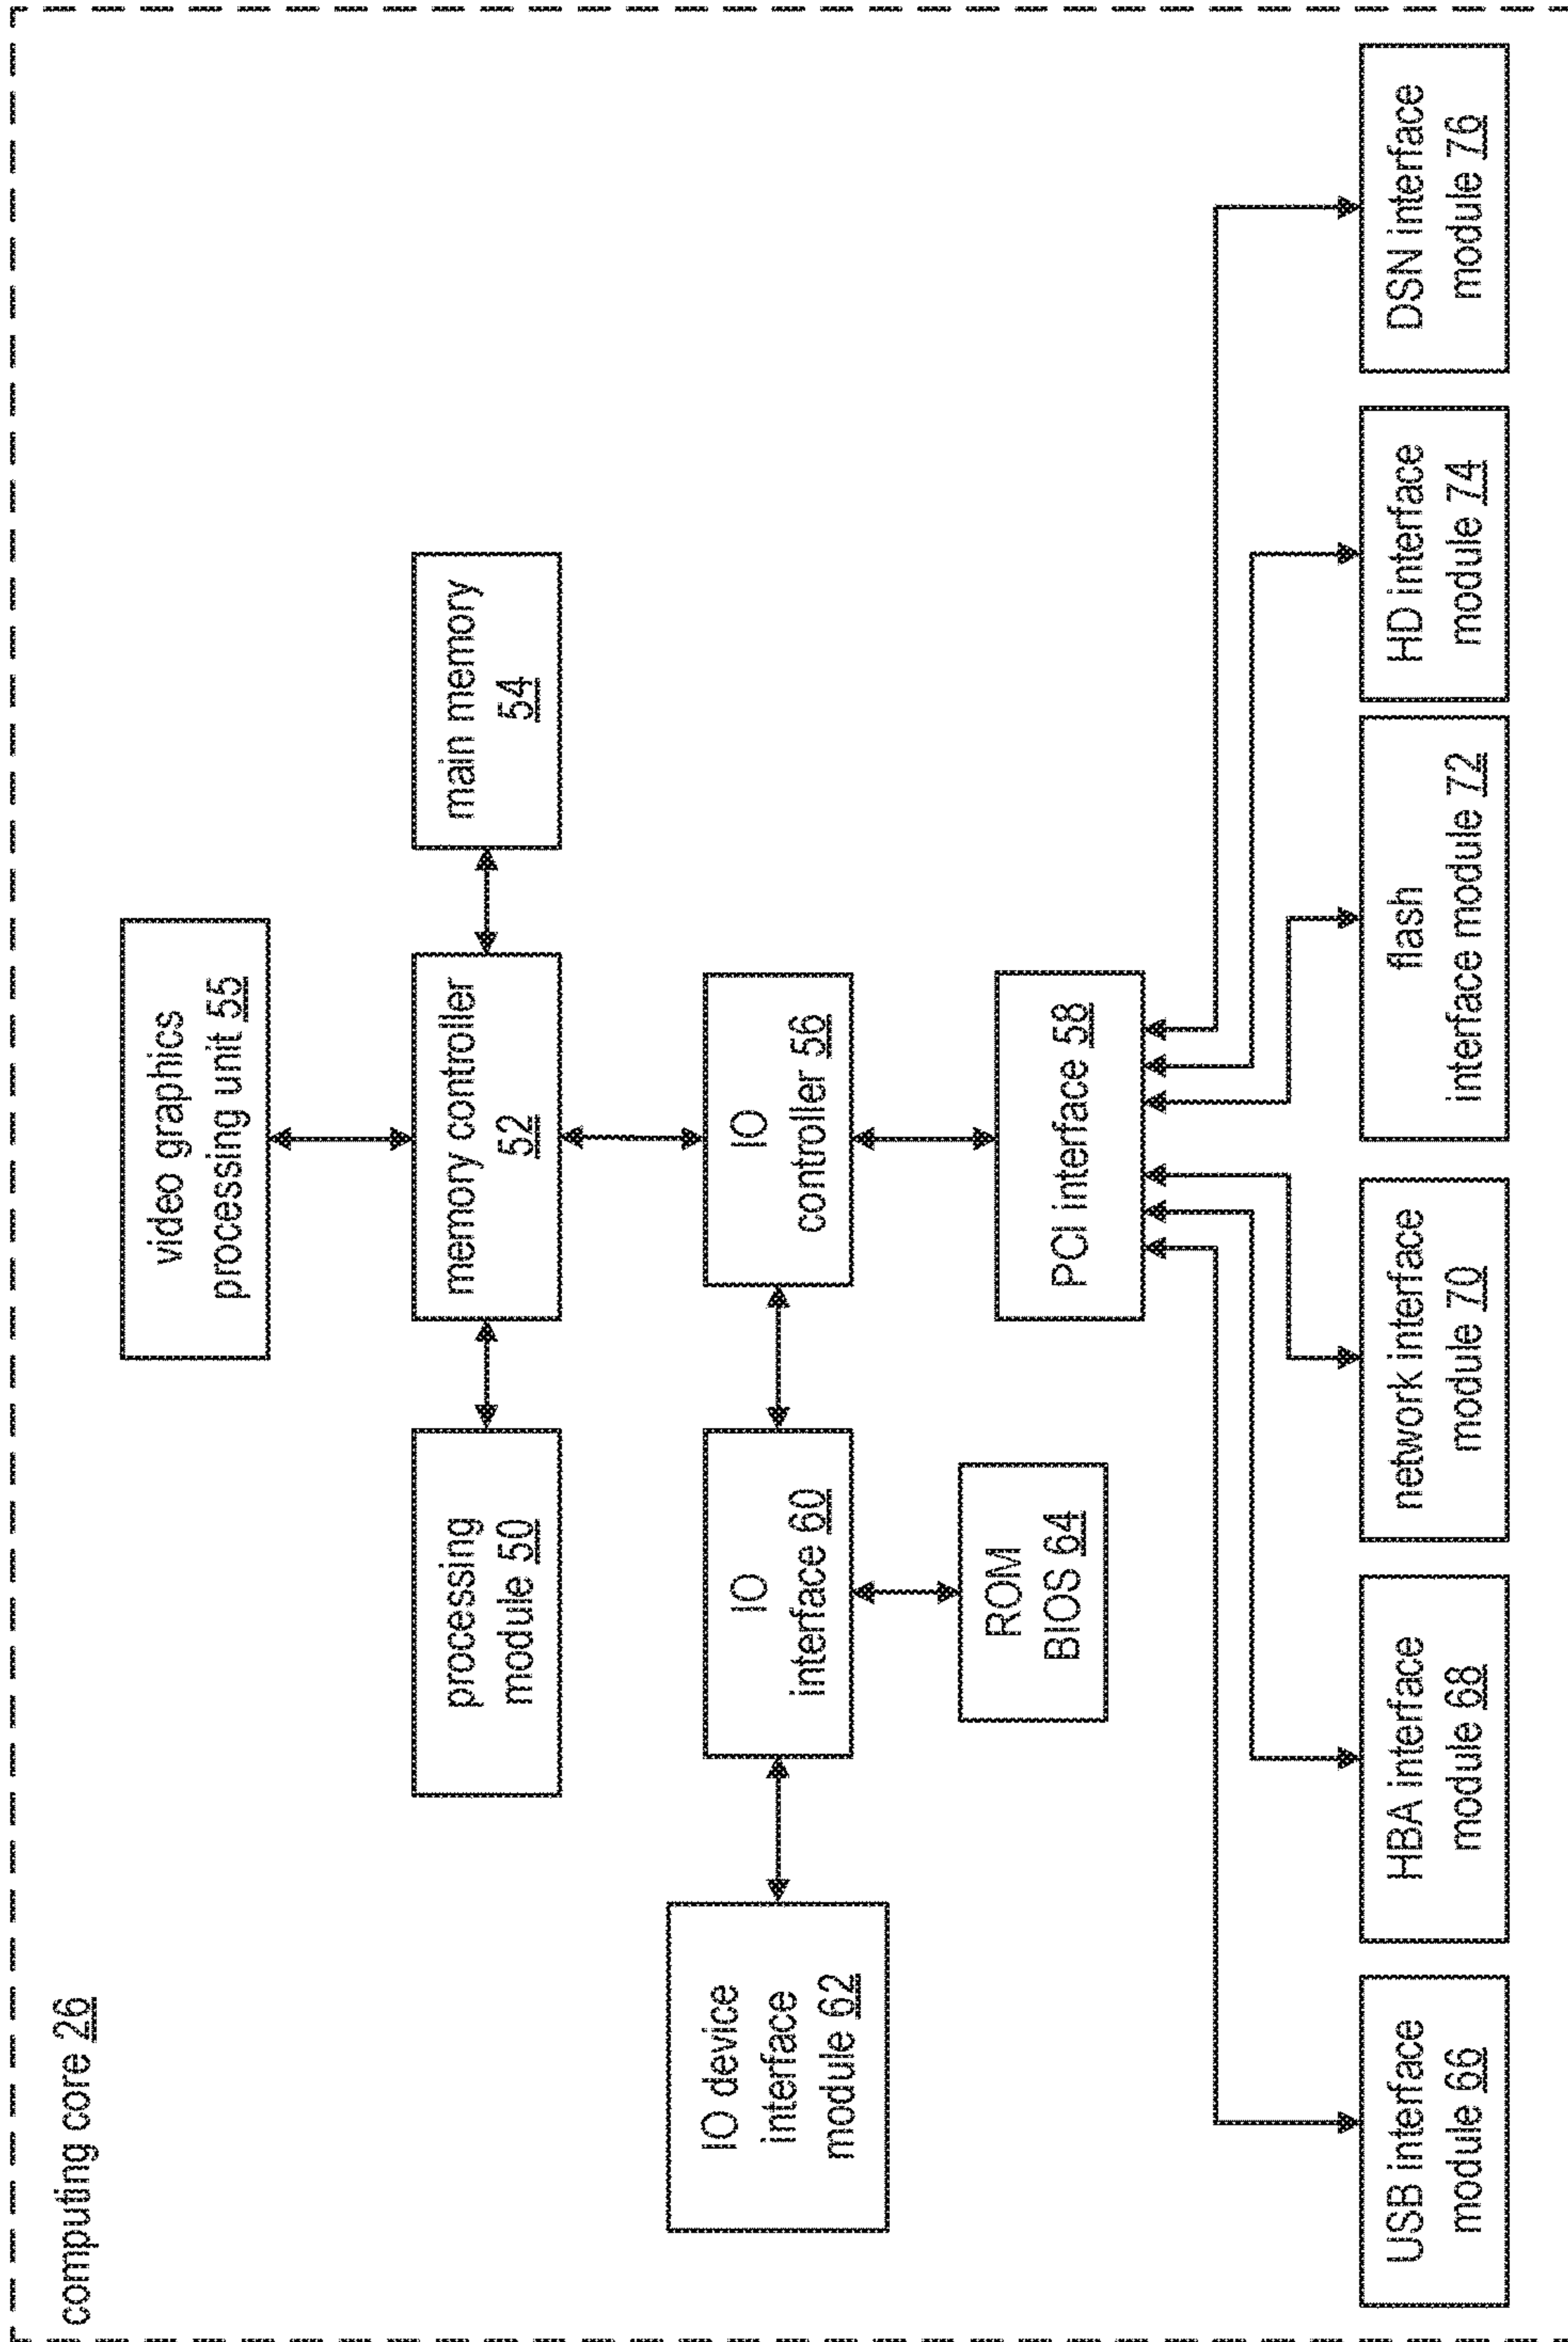 computing core 26
video graphics
processing unit 55
processing
module 50
memory controller
52
main memory
54
IO device
interface
module 62
IO
interface 60
IO
controller 56
ROM
BIOS 64
PCI interface 58
USB interface
module 66
HBA interface
module 68
network interface
module 70
flash
interface module 72
HD interface
module 74
DSN interface
module 76